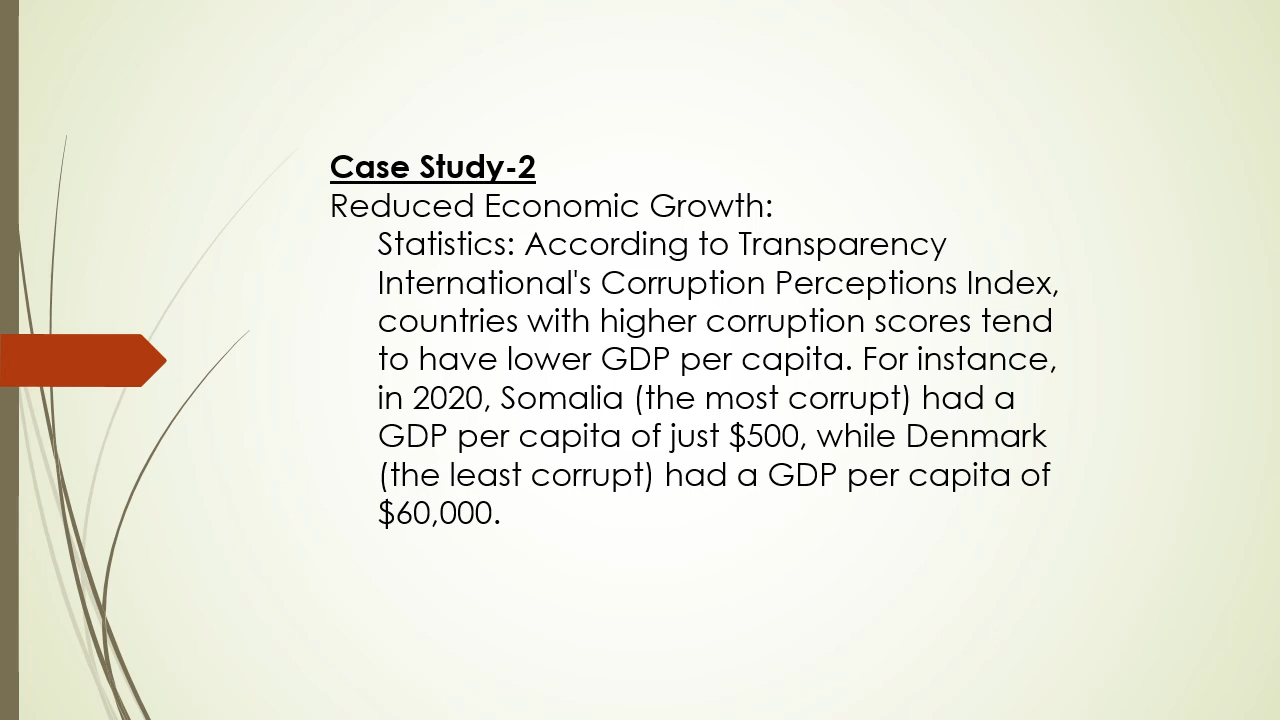 Case Study-2
Reduced Economic Growth:
Statistics: According to Transparency
International's Corruption Perceptions Index,
countries with higher corruption scores tend
to have lower GDP per capita. For instance,
in 2020, Somalia (the most corrupt) had a
GDP per capita of just $500, while Denmark
(the least corrupt) had a GDP per capita of
$60,000.